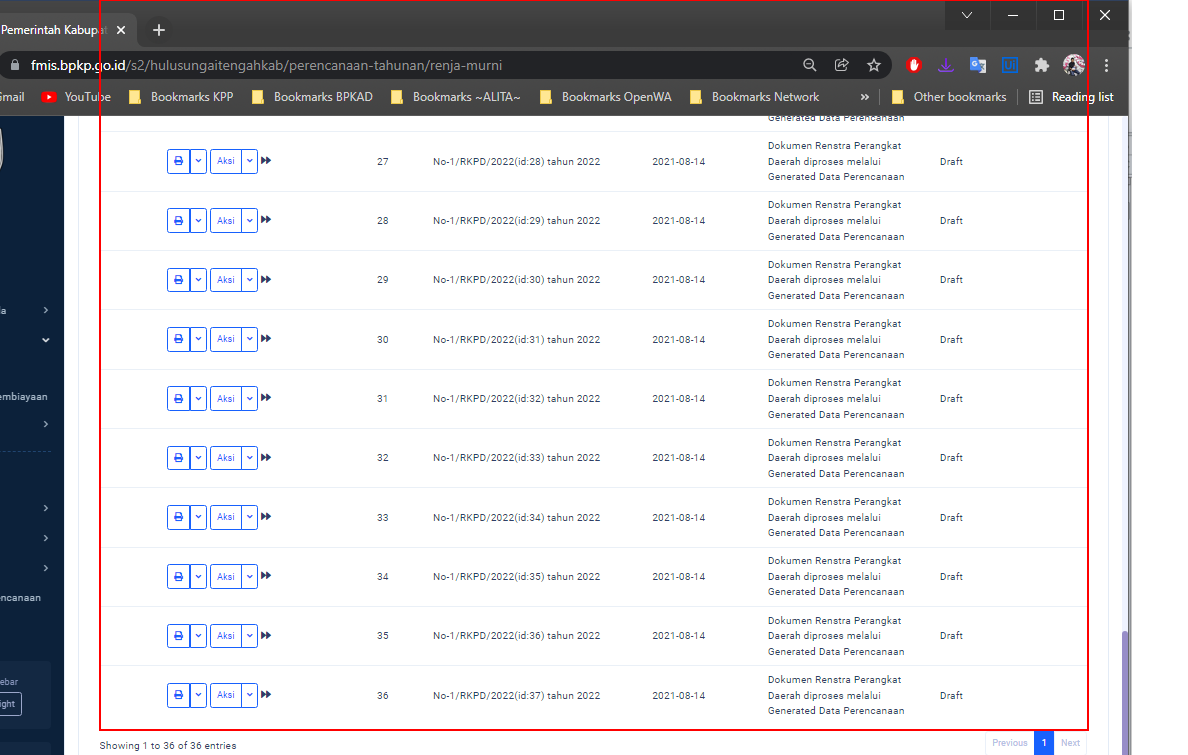 Pemerintah Kabupat
fmis.bpkp.go.id/s2/hulusungaitengahkab/perencanaan-tahunan/renja-murni
Gmail YouTube Bookmarks KPP Bookmarks BPKAD Bookmarks ~ALITA~ Bookmarks OpenWA Bookmarks Network » Other bookmarks Reading list
Generated Data Perencanaan
Aksi 27 No-1/RKPD/2022(id:28) tahun 2022 2021-08-14 Dokumen Renstra Perangkat Draft
Daerah diproses melalui
Generated Data Perencanaan
Aksi 28 No-1/RKPD/2022(id:29) tahun 2022 2021-08-14 Dokumen Renstra Perangkat Draft
Daerah diproses melalui
Generated Data Perencanaan
Aksi 29 No-1/RKPD/2022(id:30) tahun 2022 2021-08-14 Dokumen Renstra Perangkat Draft
Daerah diproses melalui
Generated Data Perencanaan
Aksi 30 No-1/RKPD/2022(id:31) tahun 2022 2021-08-14 Dokumen Renstra Perangkat Draft
Daerah diproses melalui
Generated Data Perencanaan
Aksi 31 No-1/RKPD/2022(id:32) tahun 2022 2021-08-14 Dokumen Renstra Perangkat Draft
Daerah diproses melalui
Generated Data Perencanaan
Aksi 32 No-1/RKPD/2022(id:33) tahun 2022 2021-08-14 Dokumen Renstra Perangkat Draft
Daerah diproses melalui
Generated Data Perencanaan
Aksi 33 No-1/RKPD/2022(id:34) tahun 2022 2021-08-14 Dokumen Renstra Perangkat Draft
Daerah diproses melalui
Generated Data Perencanaan
Aksi 34 No-1/RKPD/2022(id:35) tahun 2022 2021-08-14 Dokumen Renstra Perangkat Draft
Daerah diproses melalui
Generated Data Perencanaan
Aksi 35 No-1/RKPD/2022(id:36) tahun 2022 2021-08-14 Dokumen Renstra Perangkat Draft
Daerah diproses melalui
Generated Data Perencanaan
Aksi 36 No-1/RKPD/2022(id:37) tahun 2022 2021-08-14 Dokumen Renstra Perangkat Draft
Daerah diproses melalui
Generated Data Perencanaan
Showing 1 to 36 of 36 entries
Previous 1 Next
embiayaan
encanaan
ebar
ight